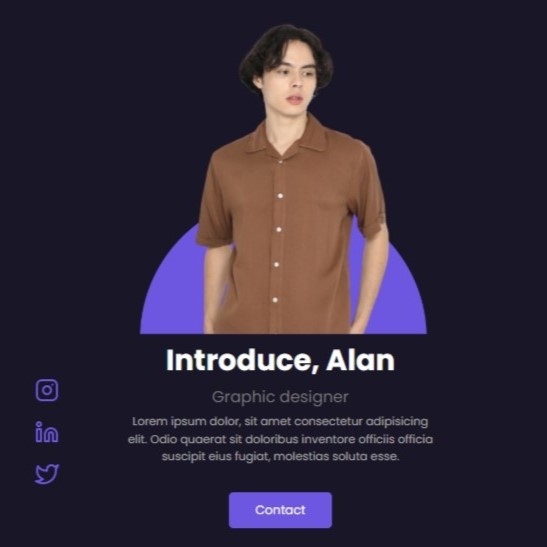 Introduce, Alan
Graphic designer
Lorem ipsum dolor, sit amet consectetur adipisicing
elit. Odio quaerat sit doloribus inventore officiis officia
suscipit eius fugiat, molestias soluta esse.
Contact